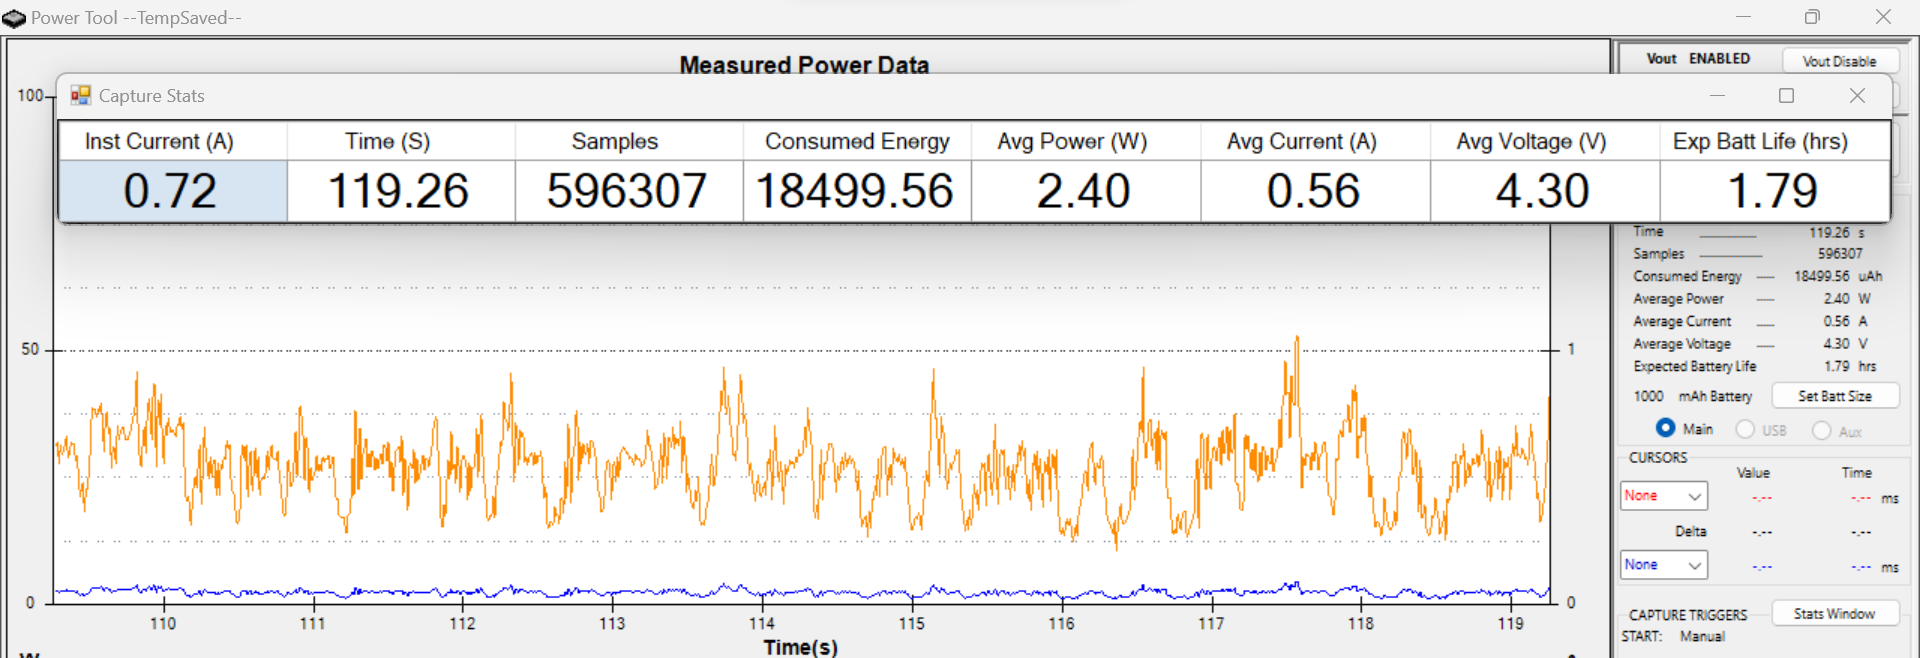 Power Tool --TempSaved--
Measured Power Data
Vout ENABLED
Vout Disable
Capture Stats
Inst Current (A) Time (S) Samples Consumed Energy Avg Power (W) Avg Current (A) Avg Voltage (V) Exp Batt Life (hrs)
0.72 119.26 596307 18499.56 2.40 0.56 4.30 1.79
100
50
0
1
0
110 111 112 113 114 115 116 117 118 119
Time(s)
Time 119.26 s
Samples 596307
Consumed Energy 18499.56 uAh
Average Power 2.40 W
Average Current 0.56 A
Average Voltage 4.30 V
Expected Battery Life 1.79 hrs
1000 mAh Battery Set Batt Size
Main USB Aux
CURSORS
Value Time
None -.-- -.-- ms
Delta -.-- -.--
None -.-- -.-- ms
CAPTURE TRIGGERS Stats Window
START: Manual